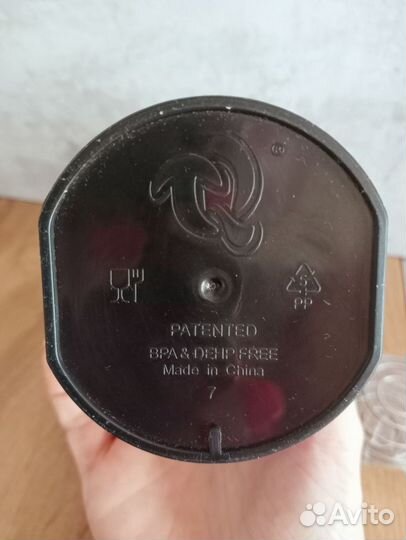 ®
5
PP
PATENTED
BPA & DEHP FREE
Made in China
7
Avito